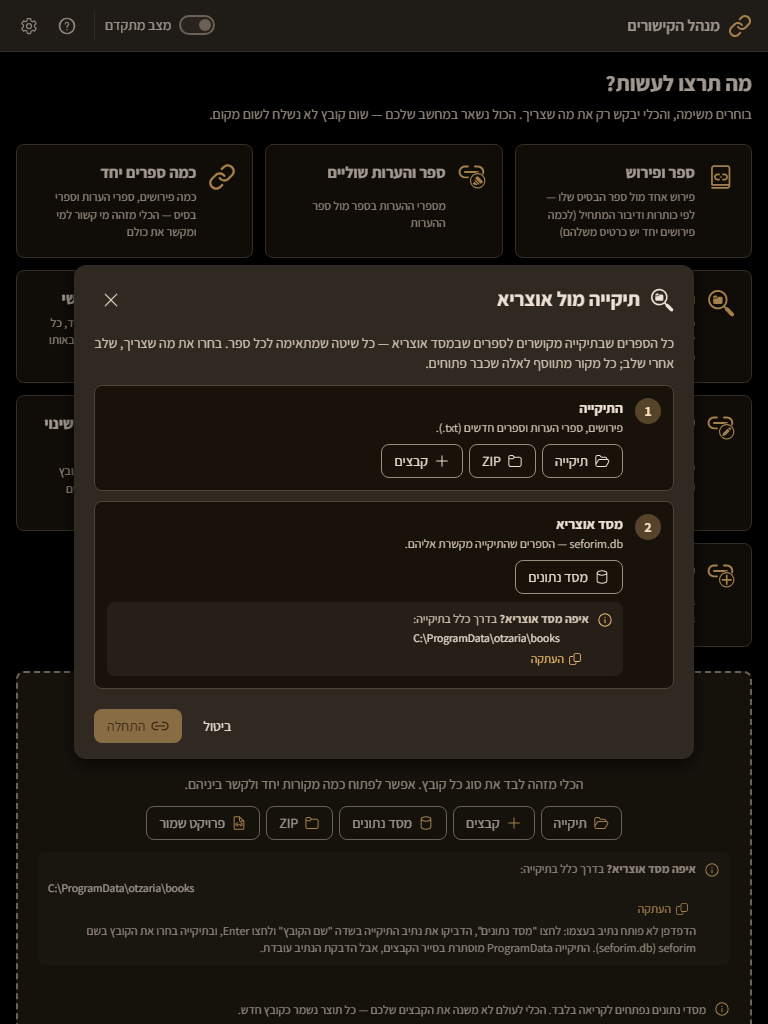 מנהל הקישורים
מצב מתקדם
מה תרצו לעשות?
בוחרים משימה, והכלי יבקש רק את מה שצריך. הכול נשאר במחשב שלכם — שום קובץ לא נשלח לשום מקום.
ספר ופירוש
פירוש אחד מול ספר הבסיס שלו —
לפי כותרות ודיבור המתחיל (לכמה
פירושים יחד יש כרטיס משלהם)
ספר והערות שוליים
מספרי ההערות בספר מול ספר
ההערות
כמה ספרים יחד
כמה פירושים, ספרי הערות וספרי
בסיס — הכלי מזהה מי קשור למי
ומקשר את כולם
תיקייה מול אוצריא
כל הספרים שבתיקייה מקושרים לספרים שבמסד אוצריא — כל שיטה שמתאימה לכל ספר. בחרו את מה שצריך, שלב
אחרי שלב; כל מקור מתווסף לאלה שכבר פתוחים.
1
התיקייה
פירושים, ספרי הערות וספרים חדשים (txt.).
תיקייה
ZIP
קבצים
2
מסד אוצריא
seforim.db — הספרים שהתיקייה מקשרת אליהם.
מסד נתונים
איפה מסד אוצריא? בדרך כלל בתיקייה:
C:\ProgramData\otzaria\books
העתקה
ביטול
התחלה
שינוי
הכלי מזהה לבד את סוג כל קובץ. אפשר לפתוח כמה מקורות יחד ולקשר ביניהם.
תיקייה
קבצים
מסד נתונים
ZIP
פרויקט שמור
איפה מסד אוצריא? בדרך כלל בתיקייה:
C:\ProgramData\otzaria\books
העתקה
הדפדפן לא פותח נתיב בעצמו: לחצו "מסד נתונים", הדביקו את נתיב התיקייה בשדה "שם הקובץ" ולחצו Enter, ובתיקייה בחרו את הקובץ בשם
seforim (seforim.db). התיקייה ProgramData מוסתרת בסייר הקבצים, אבל הדבקת הנתיב עובדת.
מסדי נתונים נפתחים לקריאה בלבד. הכלי לעולם לא משנה את הקבצים שלכם — כל תוצר נשמר כקובץ חדש.